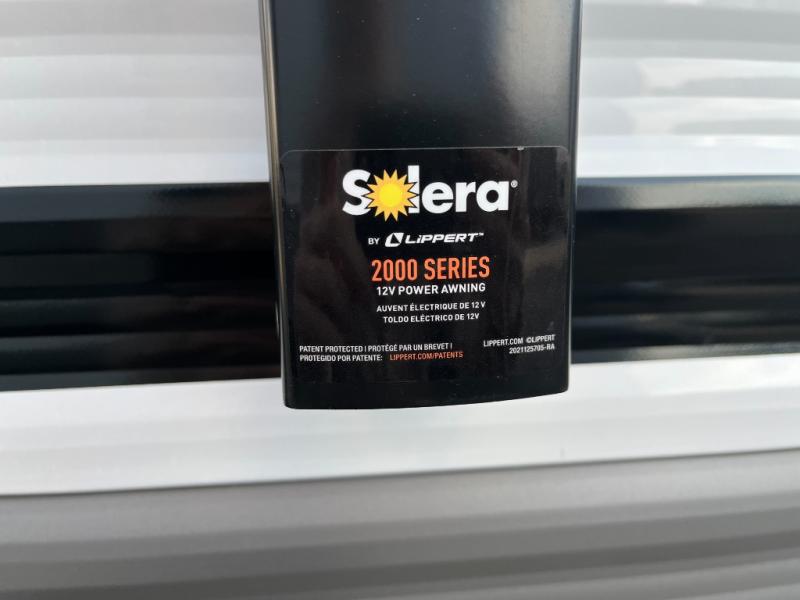 Solera®
BY LIPPERT™
2000 SERIES
12V POWER AWNING
AUVENT ÉLECTRIQUE DE 12 V
TOLDO ELÉCTRICO DE 12V
PATENT PROTECTED | PROTÉGÉ PAR UN BREVET |
PROTEGIDO POR PATENTE: LIPPERT.COM/PATENTS
LIPPERT.COM ©LIPPERT
2021125705-RA